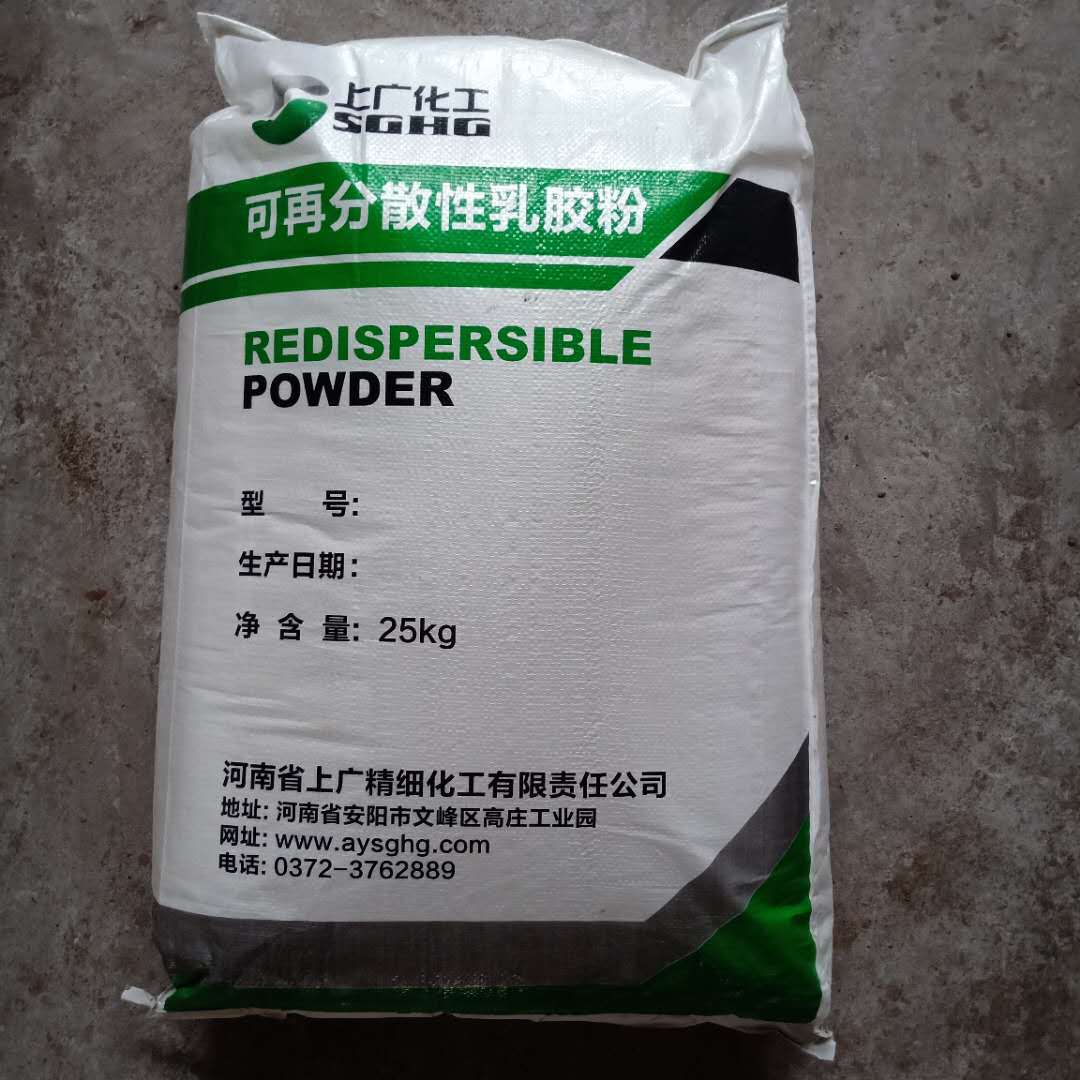 上广化工
SGHG
可再分散性乳胶粉
REDISPERSIBLE
POWDER
型 号:
生产日期:
净 含 量: 25kg
河南省上广精细化工有限责任公司
地址: 河南省安阳市文峰区高庄工业园
网址: www.aysghg.com
电话: 0372-3762889